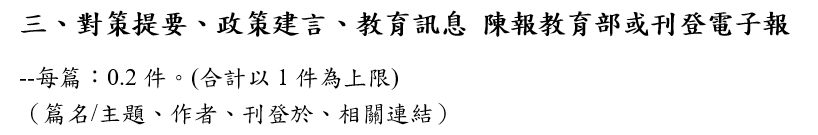 三、對策提要、政策建言、教育訊息 陳報教育部或刊登電子報
--每篇：0.2 件。(合計以 1 件為上限)
（篇名/主題、作者、刊登於、相關連結）